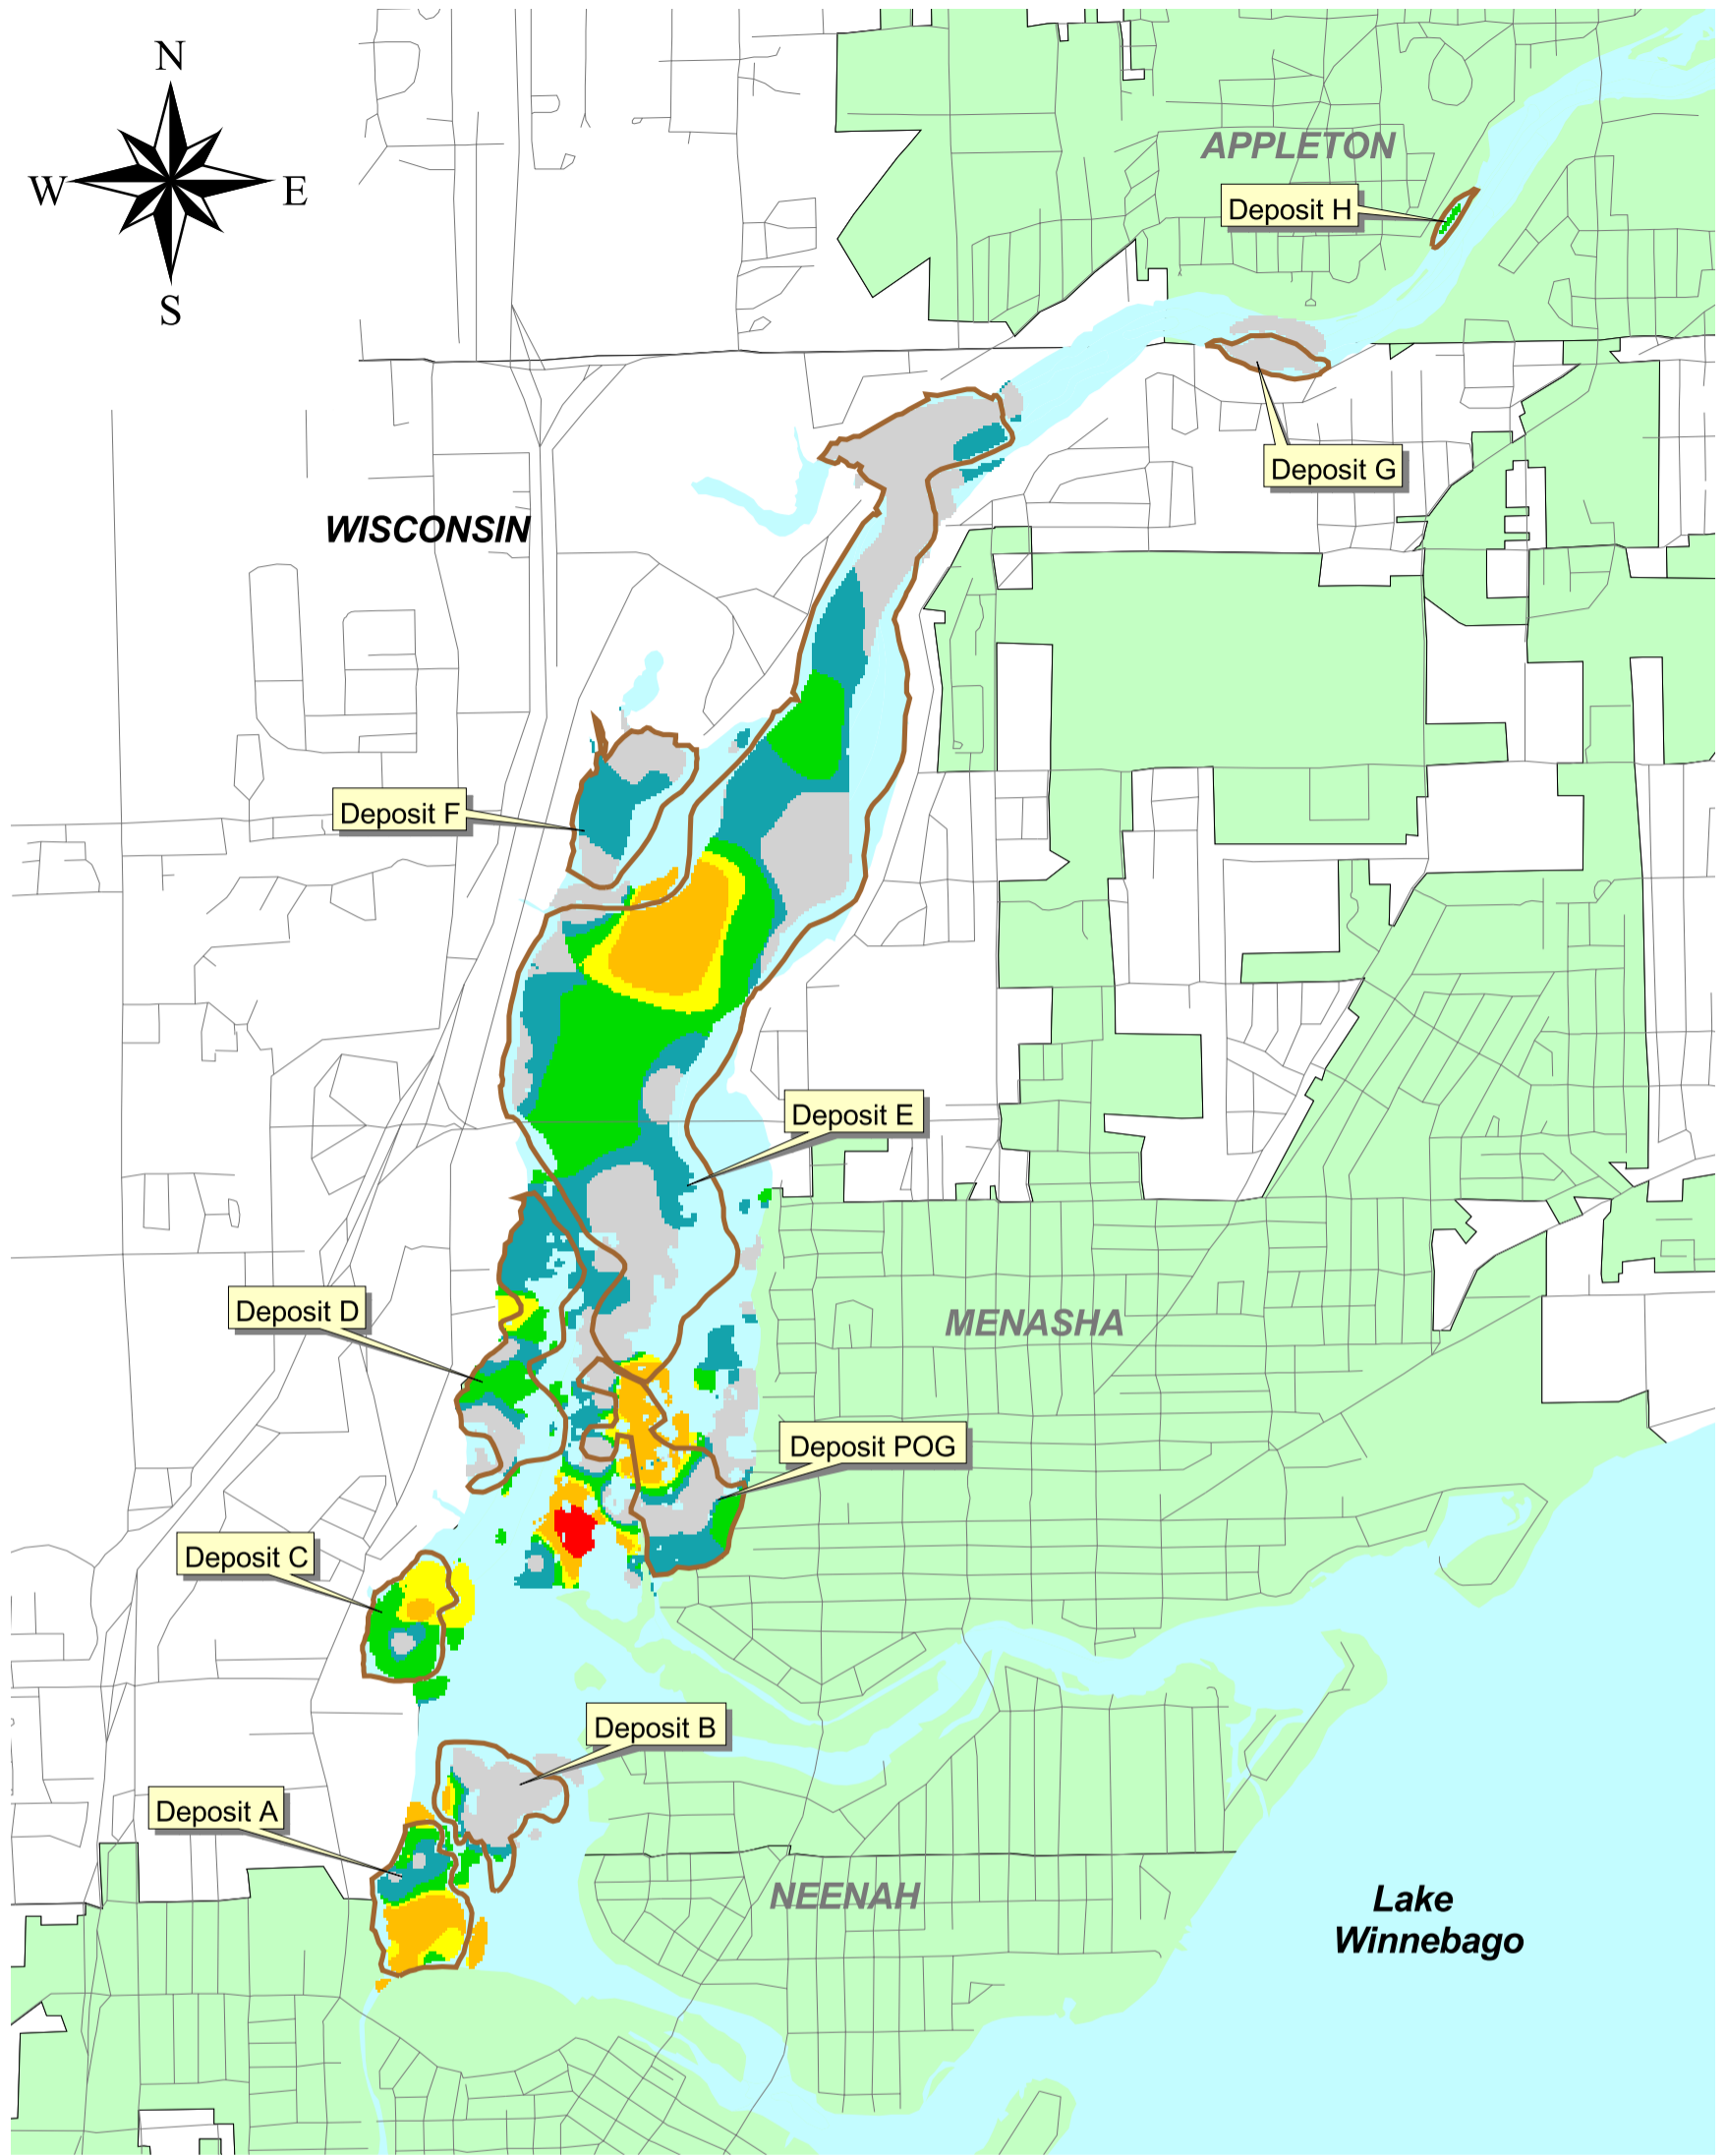 N
W
E
S
APPLETON
Deposit H
Deposit G
WISCONSIN
Deposit F
Deposit E
Deposit D
MENASHA
Deposit POG
Deposit C
Deposit B
Deposit A
NEENAH
Lake
Winnebago